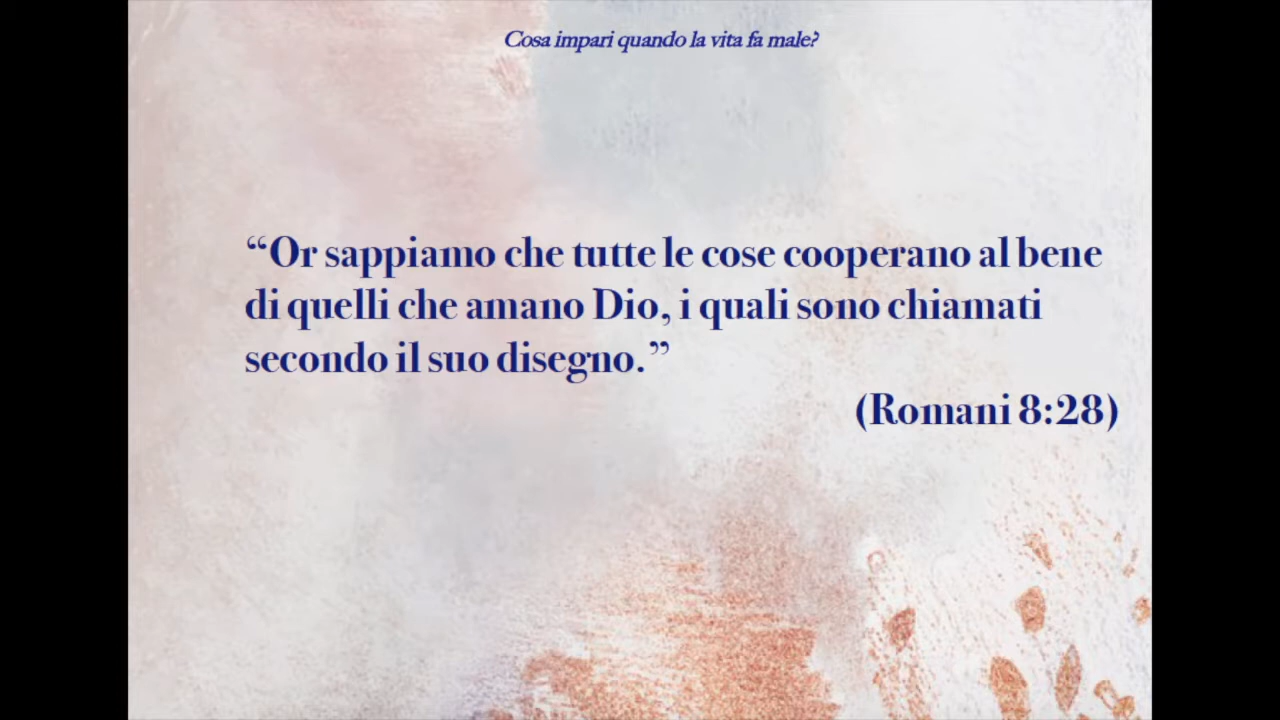 Cosa impari quando la vita fa male?
“Or sappiamo che tutte le cose cooperano al bene
di quelli che amano Dio, i quali sono chiamati
secondo il suo disegno.”
(Romani 8:28)